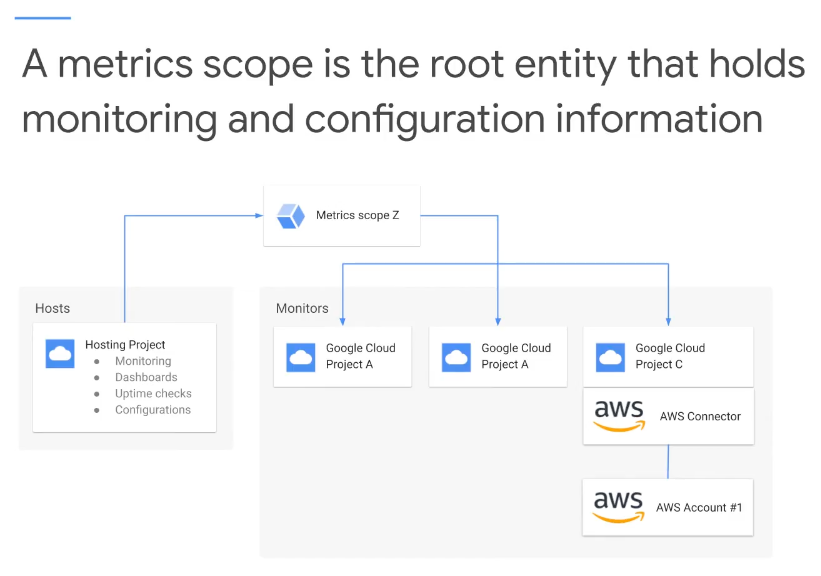 A metrics scope is the root entity that holds
monitoring and configuration information
Metrics scope Z
Hosts
Hosting Project
● Monitoring
● Dashboards
● Uptime checks
● Configurations
Monitors
Google Cloud
Project A
Google Cloud
Project A
Google Cloud
Project C
aws
AWS Connector
aws
AWS Account #1